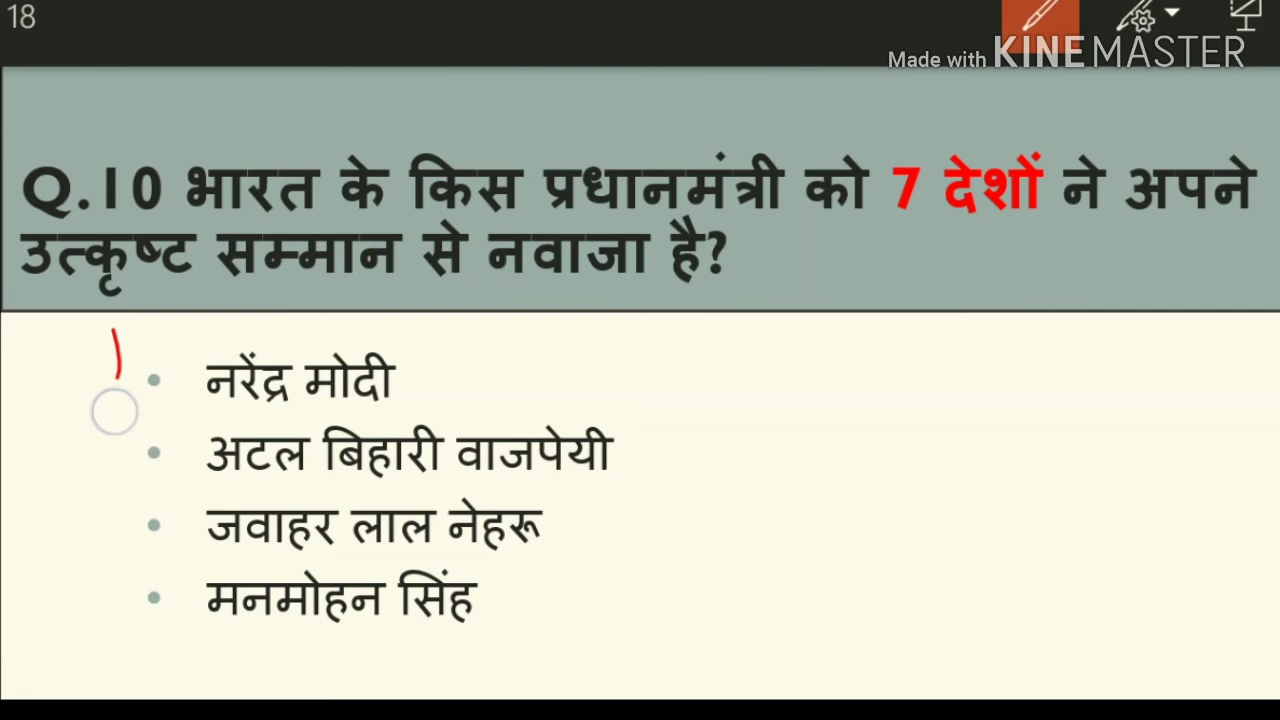 18
Made with KINEMASTER
Q.10 भारत के किस प्रधानमंत्री को 7 देशों ने अपने
उत्कृष्ट सम्मान से नवाजा है?
• नरेंद्र मोदी
• अटल बिहारी वाजपेयी
• जवाहर लाल नेहरू
• मनमोहन सिंह